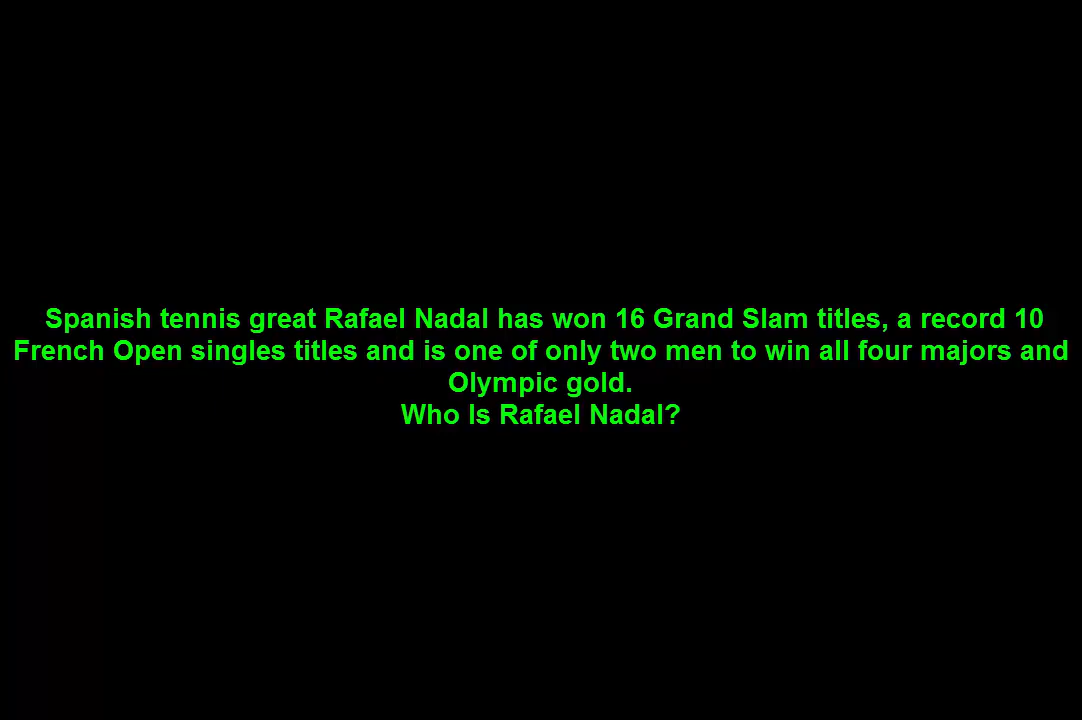 Spanish tennis great Rafael Nadal has won 16 Grand Slam titles, a record 10
French Open singles titles and is one of only two men to win all four majors and
Olympic gold.
Who Is Rafael Nadal?